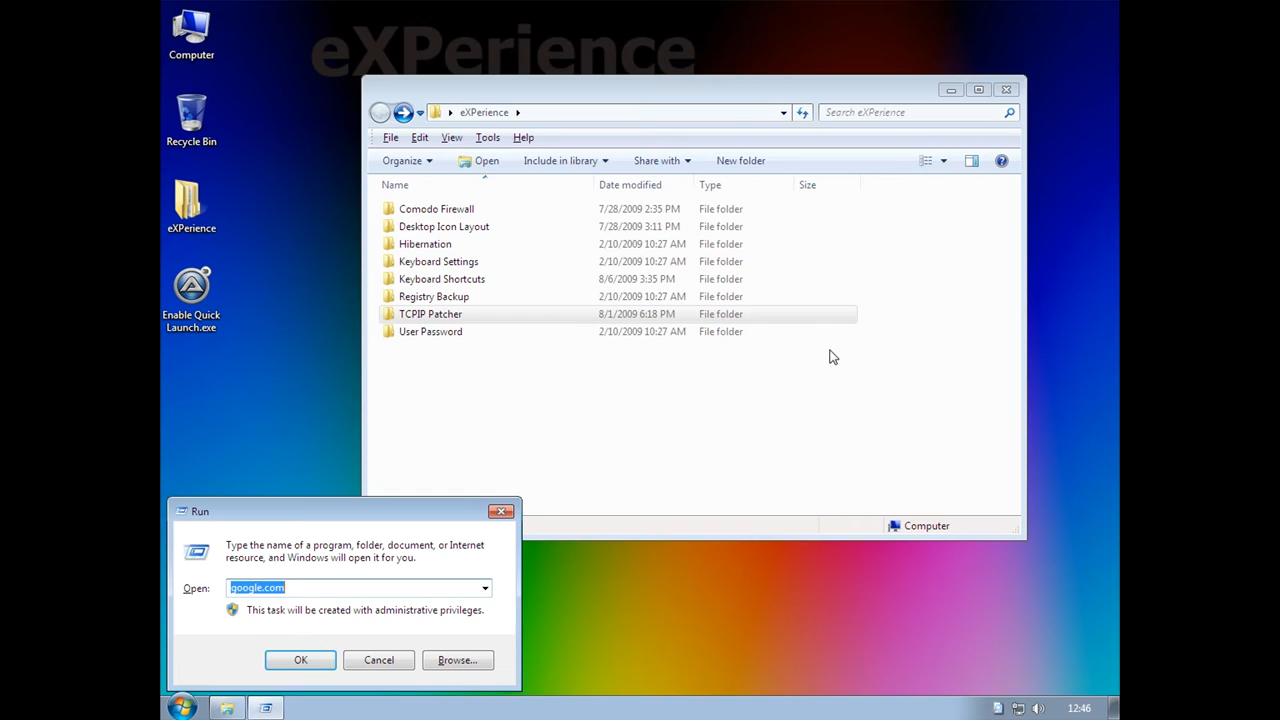 eXPerience
Computer
Recycle Bin
eXPerience
Enable Quick
Launch.exe
eXPerience
Search eXPerience
File Edit View Tools Help
Organize Open Include in library Share with New folder
Name Date modified Type Size
Comodo Firewall 7/28/2009 2:35 PM File folder
Desktop Icon Layout 7/28/2009 3:11 PM File folder
Hibernation 2/10/2009 10:27 AM File folder
Keyboard Settings 2/10/2009 10:27 AM File folder
Keyboard Shortcuts 8/6/2009 3:35 PM File folder
Registry Backup 2/10/2009 10:27 AM File folder
TCPIP Patcher 8/1/2009 6:18 PM File folder
User Password 2/10/2009 10:27 AM File folder
Computer
Run
Type the name of a program, folder, document, or Internet
resource, and Windows will open it for you.
Open: google.com
This task will be created with administrative privileges.
OK Cancel Browse...
12:46